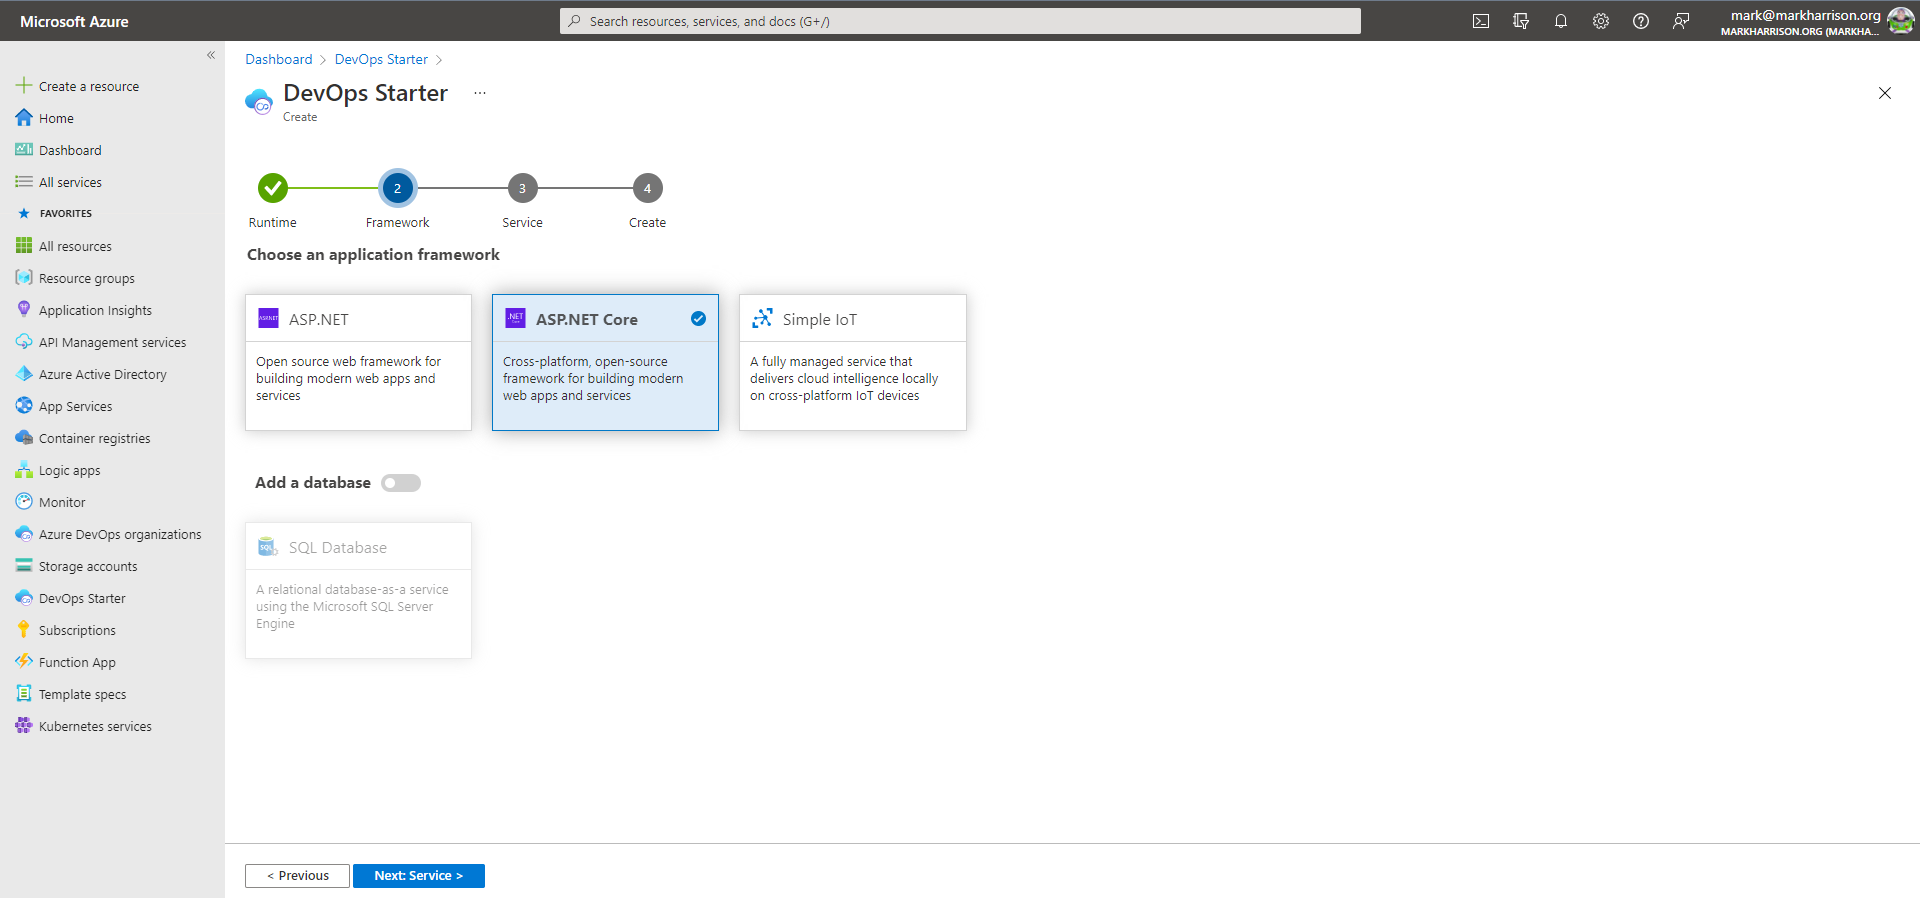 Microsoft Azure
Search resources, services, and docs (G+/)
mark@markharrison.org
MARKHARRISON.ORG (MARKHA...
«
Create a resource
Home
Dashboard
All services
FAVORITES
All resources
Resource groups
Application Insights
API Management services
Azure Active Directory
App Services
Container registries
Logic apps
Monitor
Azure DevOps organizations
Storage accounts
DevOps Starter
Subscriptions
Function App
Template specs
Kubernetes services
Dashboard > DevOps Starter >
DevOps Starter ...
Create
2 3 4
Runtime Framework Service Create
Choose an application framework
ASP.NET
Open source web framework for
building modern web apps and
services
.NET Core
ASP.NET Core
Cross-platform, open-source
framework for building modern
web apps and services
Simple IoT
A fully managed service that
delivers cloud intelligence locally
on cross-platform IoT devices
Add a database
SQL
SQL Database
A relational database-as-a service
using the Microsoft SQL Server
Engine
< Previous
Next: Service >